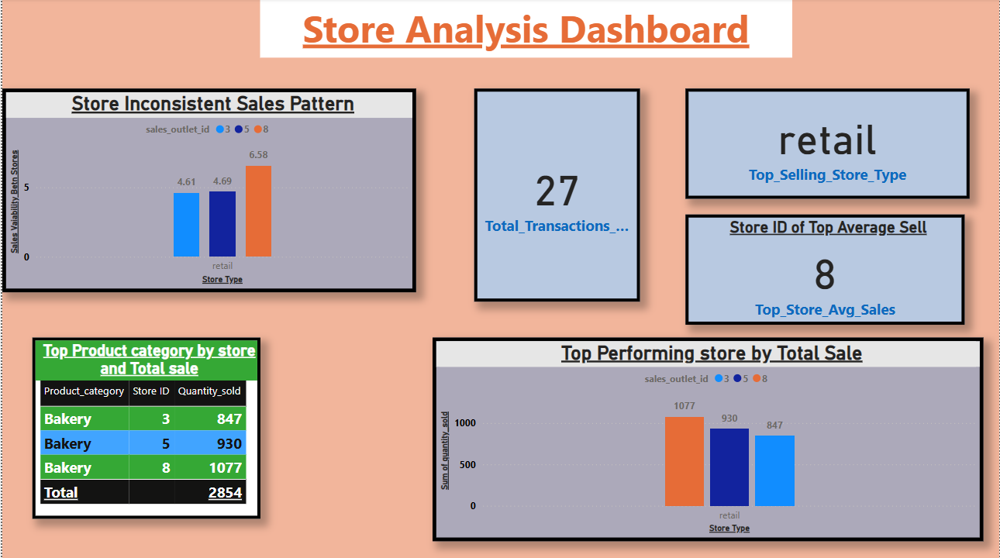 Store Analysis Dashboard
Store Inconsistent Sales Pattern
sales_outlet_id 3 5 8
Sales Vaiability Betn Stores
5
0
4.61
4.69
6.58
retail
Store Type
27
Total_Transactions_...
retail
Top_Selling_Store_Type
Store ID of Top Average Sell
8
Top_Store_Avg_Sales
Top Product category by store
and Total sale
Product_category Store ID Quantity_sold
Bakery 3 847
Bakery 5 930
Bakery 8 1077
Total 2854
Top Performing store by Total Sale
sales_outlet_id 3 5 8
Sum of quantity_sold
1000
500
0
1077
930
847
retail
Store Type